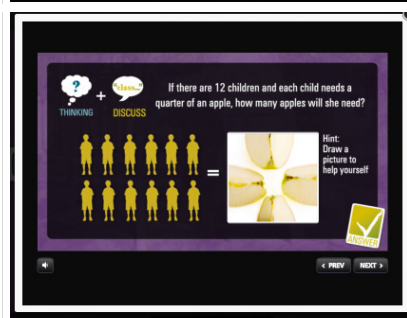 If there are 12 children and each child needs a
quarter of an apple, how many apples will she need?
?
"class..."
+
THINKING
DISCUSS
=
Hint:
Draw a
picture to
help yourself
ANSWER
< PREV
NEXT >